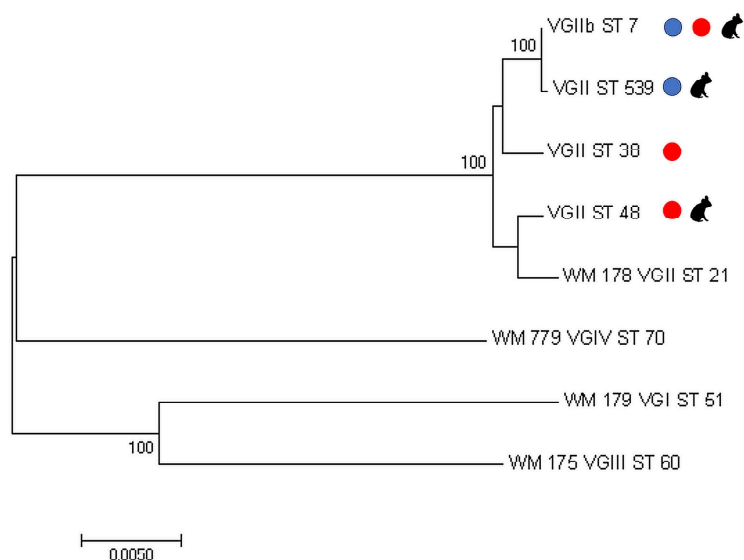 100
VGIIb ST 7
VGII ST 539
VGII ST 38
100
VGII ST 48
WM 178 VGII ST 21
WM 779 VGIV ST 70
WM 179 VGI ST 51
100
WM 175 VGIII ST 60
0.0050